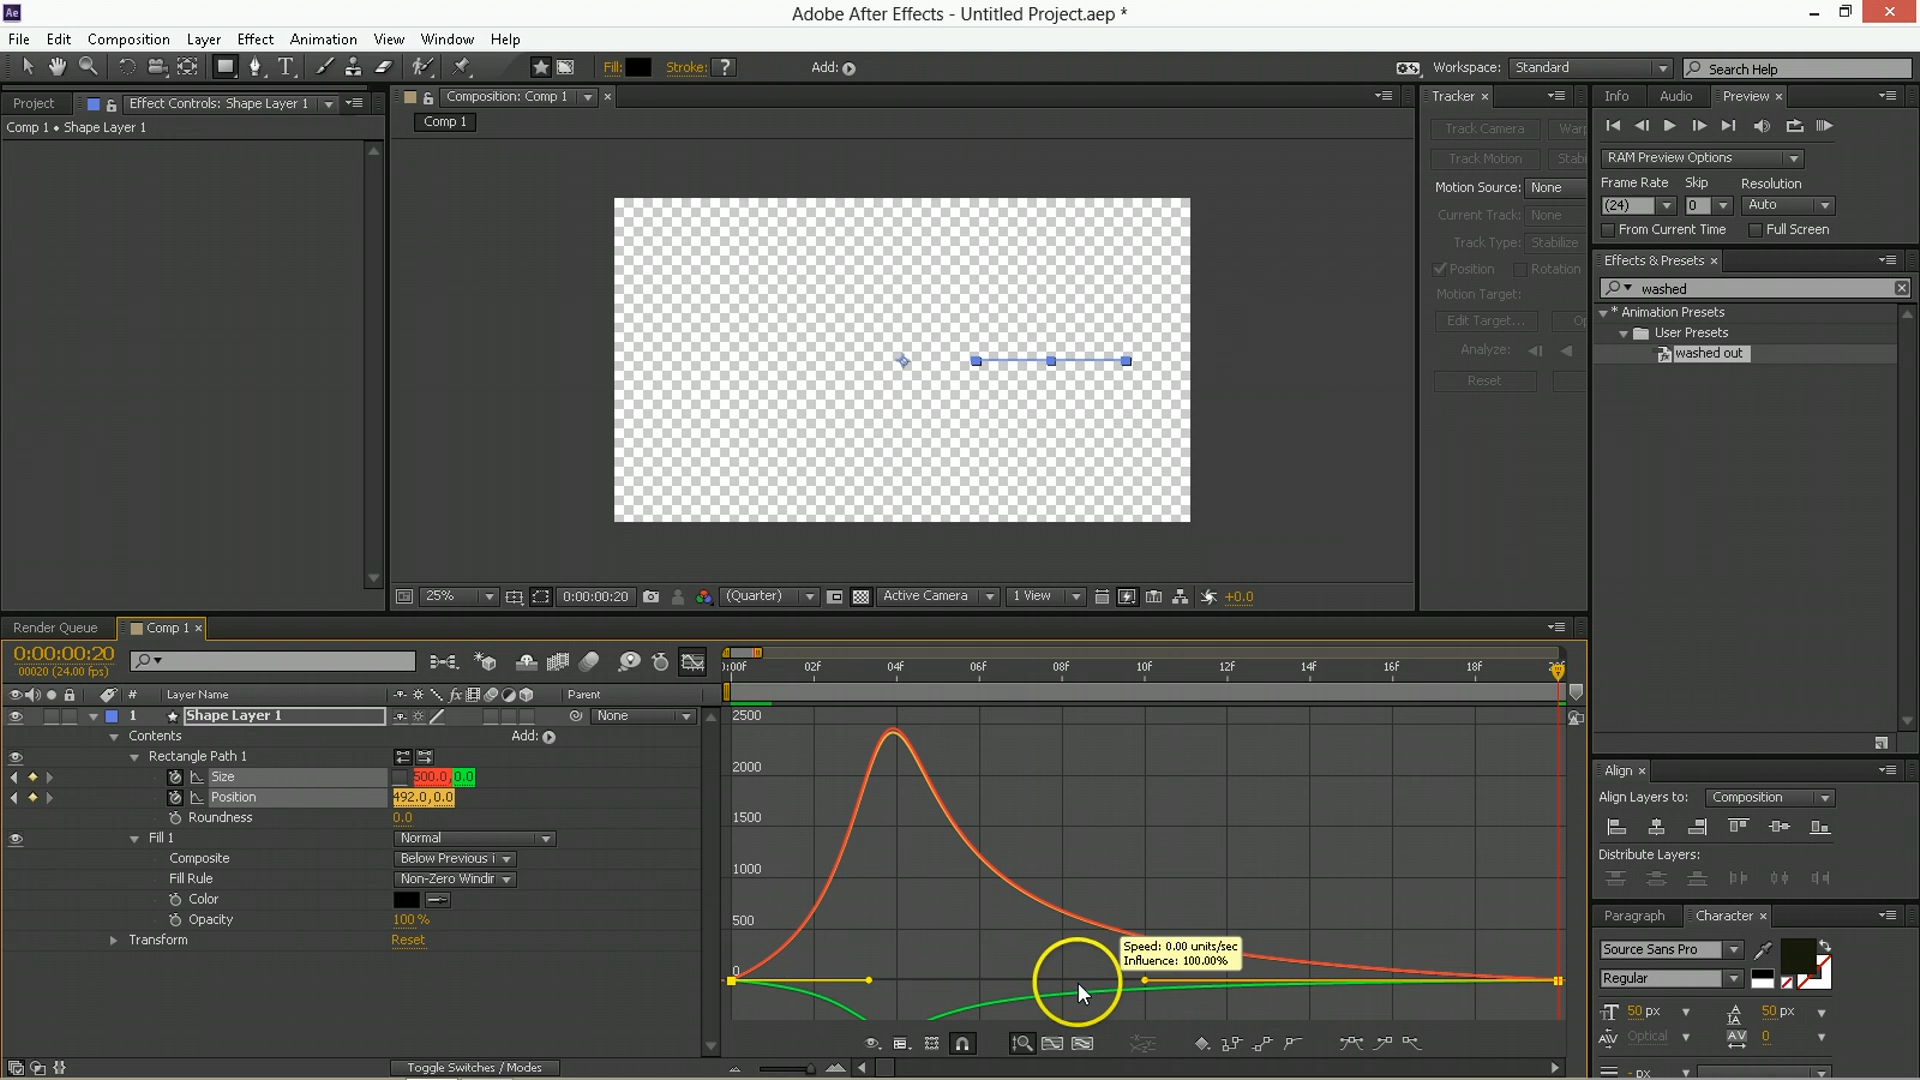 Ae
Adobe After Effects - Untitled Project.aep *
File Edit Composition Layer Effect Animation View Window Help
Fill: Stroke: ? Add: Workspace: Standard Search Help
Project Effect Controls: Shape Layer 1
Comp 1 • Shape Layer 1
Composition: Comp 1
Comp 1
Tracker
Track Camera Warp
Track Motion Stabi
Motion Source: None
Current Track: None
Track Type: Stabilize
Position Rotation
Motion Target:
Edit Target...
Analyze:
Reset
Info Audio Preview
RAM Preview Options
Frame Rate Skip Resolution
(24) 0 Auto
From Current Time Full Screen
Effects & Presets
washed
* Animation Presets
User Presets
washed out
25% 0:00:00:20 (Quarter) Active Camera 1 View +0.0
Render Queue Comp 1
0:00:00:20
00020 (24.00 fps)
# Layer Name Parent
1 Shape Layer 1 None
Contents Add:
Rectangle Path 1
Size 500.0,0.0
Position 492.0,0.0
Roundness 0.0
Fill 1 Normal
Composite Below Previous i
Fill Rule Non-Zero Windir
Color
Opacity 100 %
Transform Reset
Toggle Switches / Modes
):00F 02F 04F 06F 08F 10F 12F 14F 16F 18F 20F
2500
2000
1500
1000
500
0
Speed: 0.00 units/sec
Influence: 100.00%
Align
Align Layers to: Composition
Distribute Layers:
Paragraph Character
Source Sans Pro
Regular
50 px 50 px
Optical 0
- px